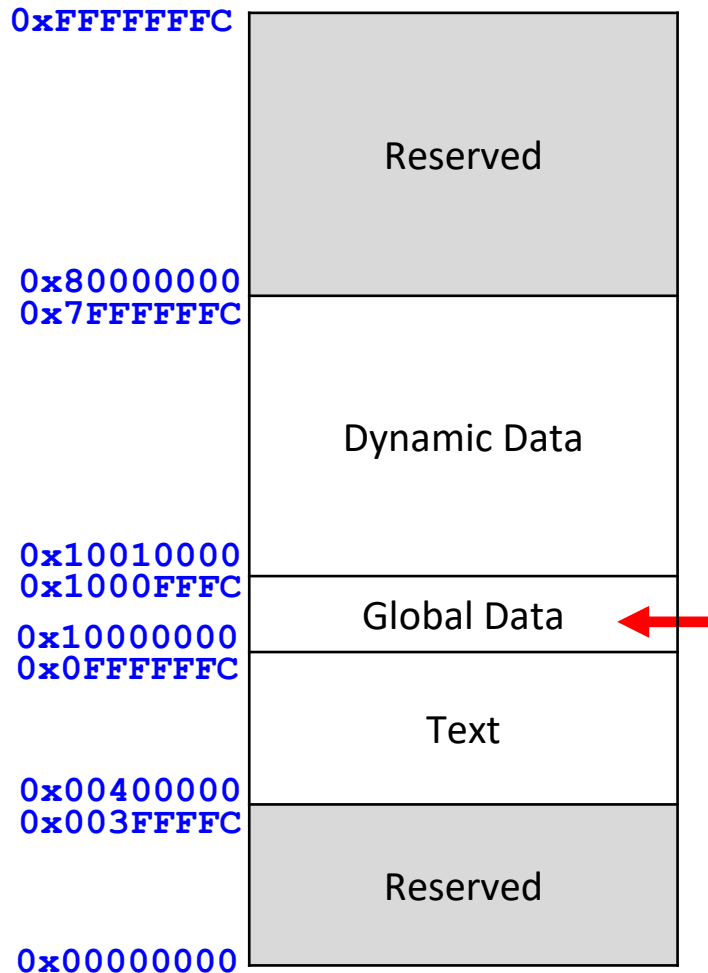 0xFFFFFFFC
Reserved
0x80000000
0x7FFFFFFC
Dynamic Data
0x10010000
0x1000FFFC
Global Data
0x10000000
0x0FFFFFFC
Text
0x00400000
0x003FFFFC
Reserved
0x00000000